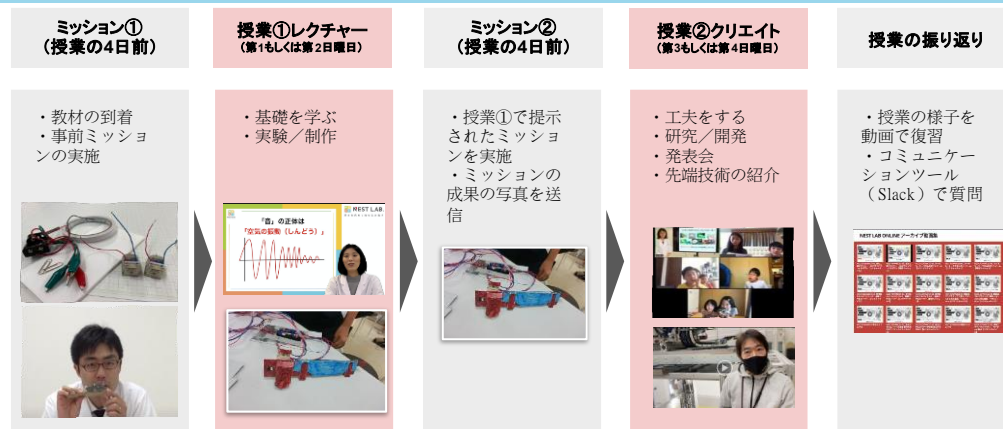 ミッション①
(授業の4日前)
・教材の到着
・事前ミッショ
ンの実施
授業①レクチャー
(第1もしくは第2日曜日)
・基礎を学ぶ
・実験／制作
REST LAB.
「音」の正体は
「空気の振動（しんどう）」
ミッション②
(授業の4日前)
・授業①で提示
されたミッショ
ンを実施
・ミッションの
成果の写真を送
信
授業②クリエイト
(第3もしくは第4日曜日)
・工夫をする
・研究／開発
・発表会
・先端技術の紹介
授業の振り返り
・授業の様子を
動画で復習
・コミュニケー
ションツール
（Slack）で質問
REST LAB ONLINE アーカイブ動画集